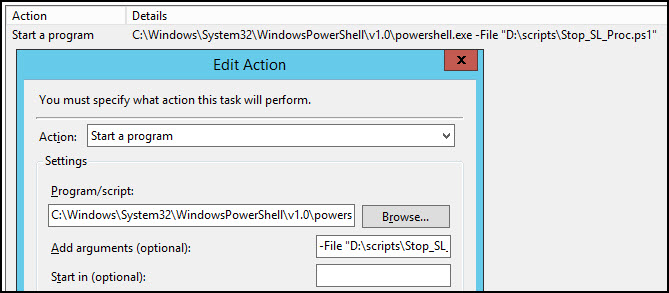 Action Details
Start a program C:\Windows\System32\WindowsPowerShell\v1.0\powershell.exe -File "D:\scripts\Stop_SL_Proc.ps1"
Edit Action x
You must specify what action this task will perform.
Action: Start a program
Settings
Program/script:
C:\Windows\System32\WindowsPowerShell\v1.0\powers Browse...
Add arguments (optional): -File "D:\scripts\Stop_SL_
Start in (optional):